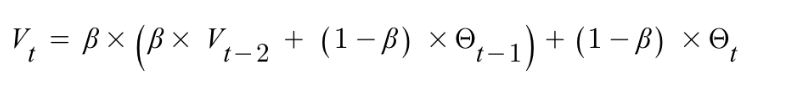 V_t = β × (β × V_{t−2} + (1−β) × Θ_{t−1}) + (1−β) × Θ_t